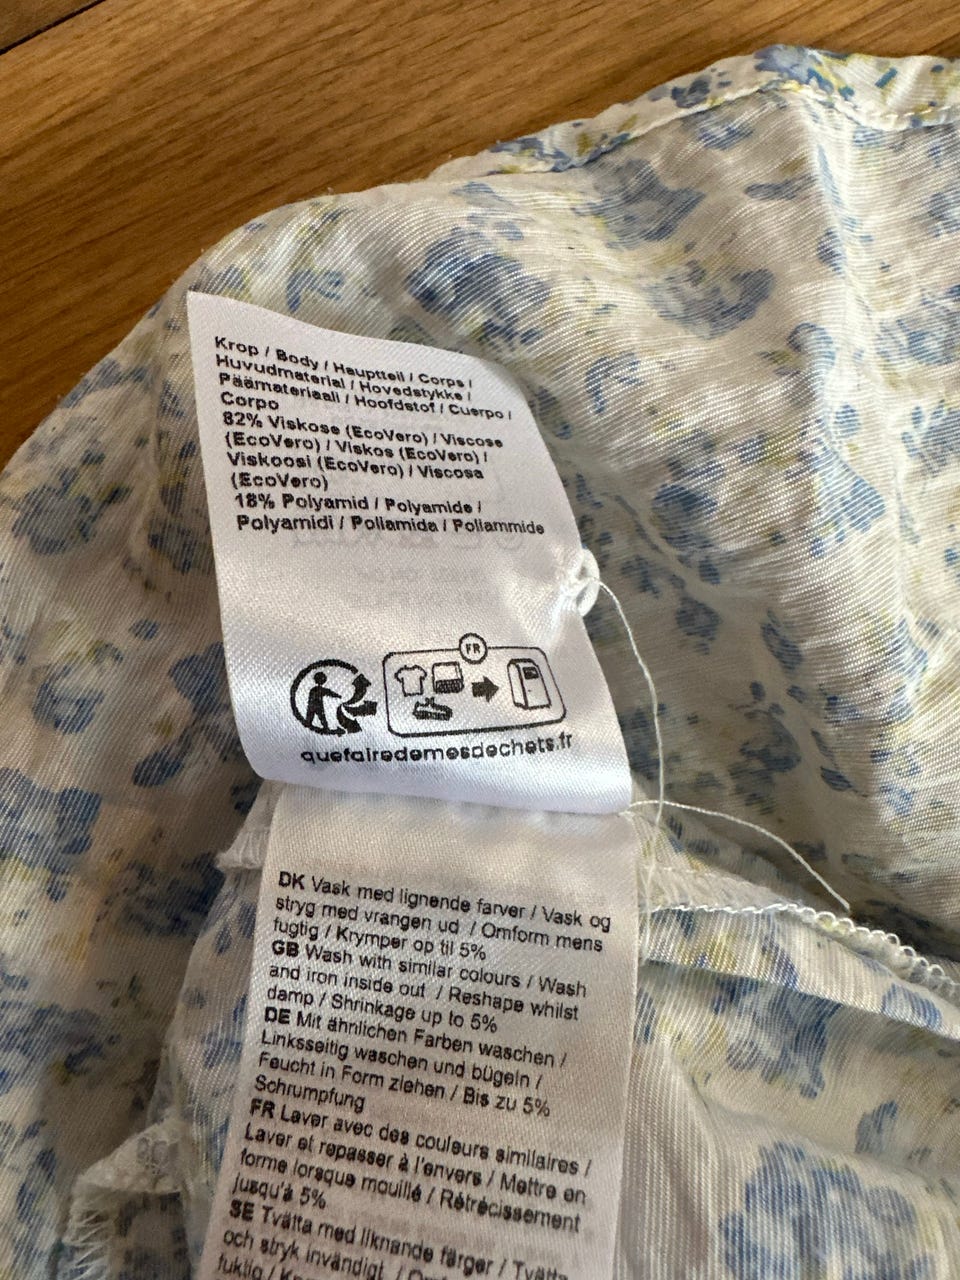 Krop / Body / Hauptteil / Corps /
Huvudmaterial / Hovedstykke /
Päämateriaali / Hoofdstof / Cuerpo /
Corpo
82% Viskose (EcoVero) / Viscose
(EcoVero) / Viskos (EcoVero) /
Viskoosi (EcoVero) / Viscosa
(EcoVero)
18% Polyamid / Polyamide /
Polyamidi / Poliamida / Poliammide
FR
quefairedemesdechets.fr
DK Vask med lignende farver / Vask og
stryg med vrangen ud / Omform mens
fugtig / Krymper op til 5%
GB Wash with similar colours / Wash
and iron inside out / Reshape whilst
damp / Shrinkage up to 5%
DE Mit ähnlichen Farben waschen /
Linksseitig waschen und bügeln /
Feucht in Form ziehen / Bis zu 5%
Schrumpfung
FR Laver avec des couleurs similaires /
Laver et repasser à l'envers / Mettre en
forme lorsque mouillé / Rétrécissement
jusqu'à 5%
SE Tvätta med liknande färger / Tvätta
och stryk invändigt /
fuktig /